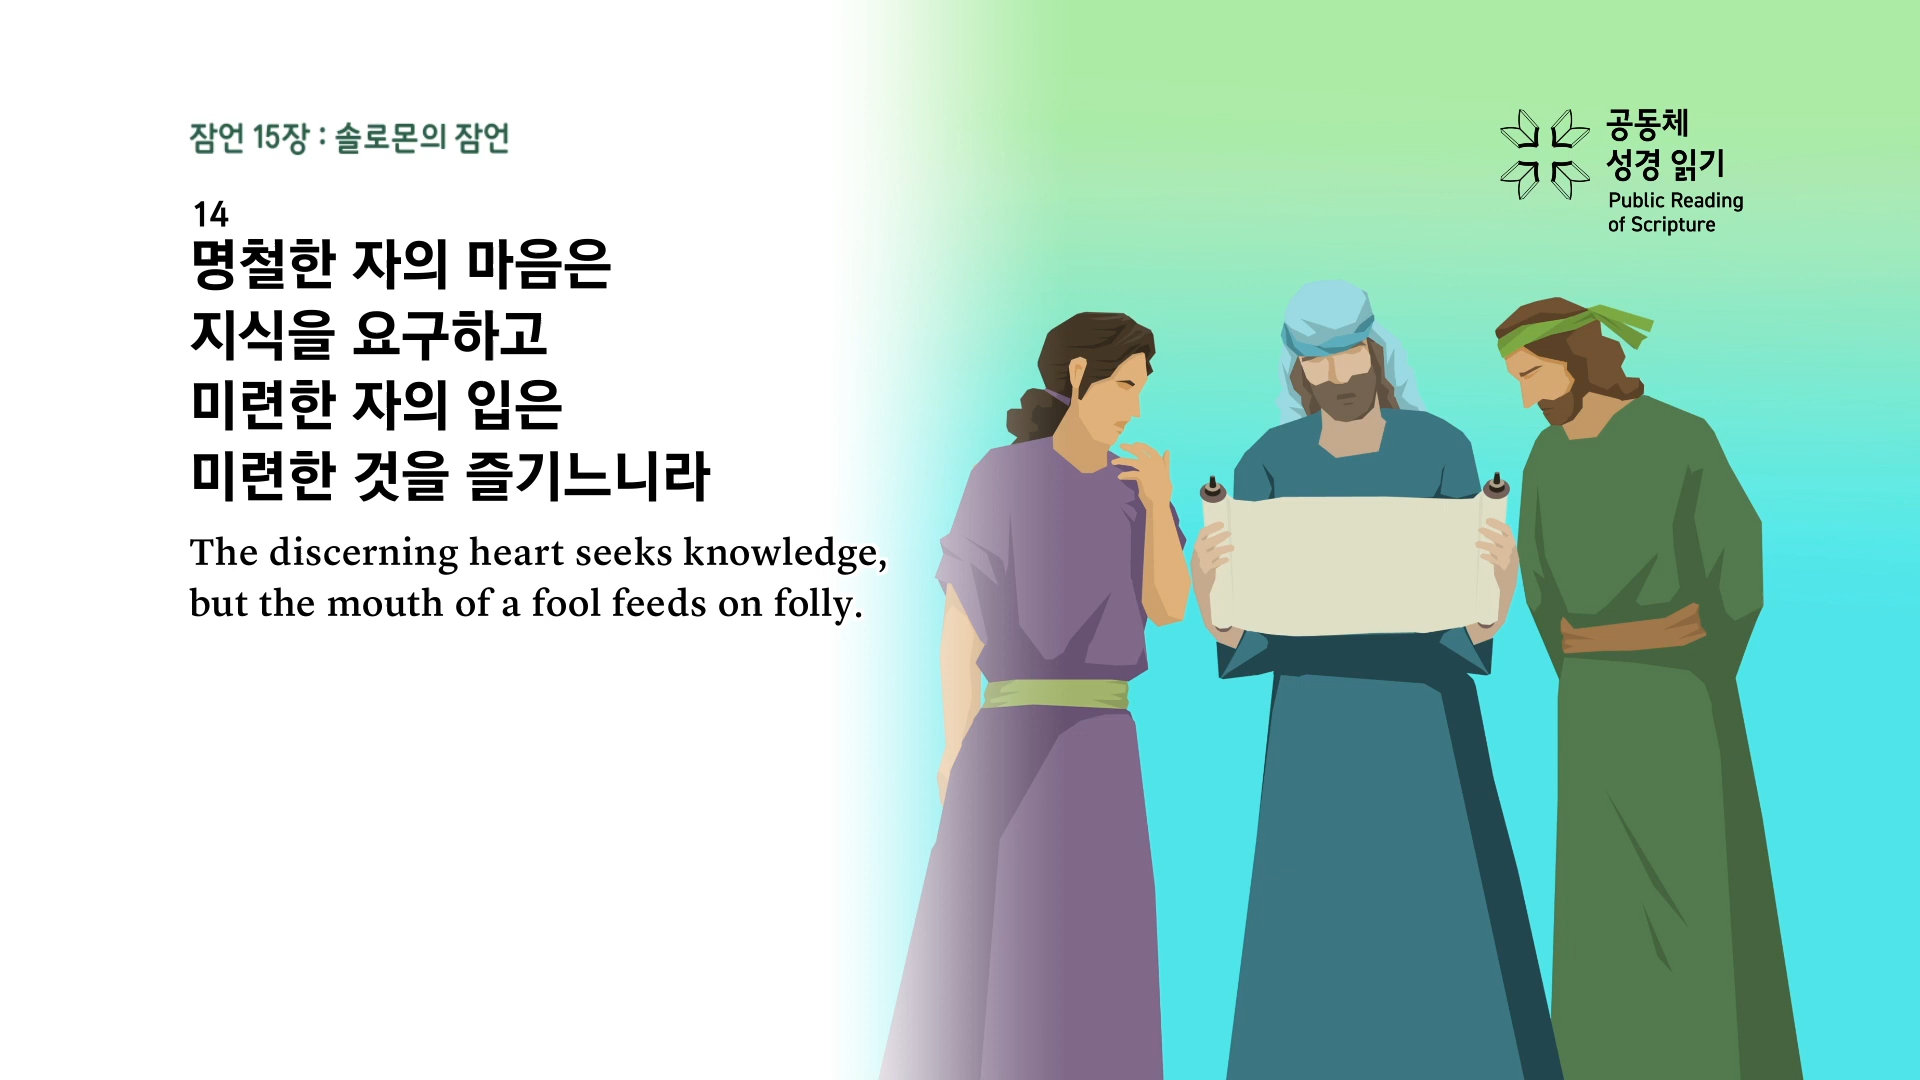 잠언 15장 : 솔로몬의 잠언
14
명철한 자의 마음은
지식을 요구하고
미련한 자의 입은
미련한 것을 즐기느니라
The discerning heart seeks knowledge,
but the mouth of a fool feeds on folly.
공동체
성경 읽기
Public Reading
of Scripture